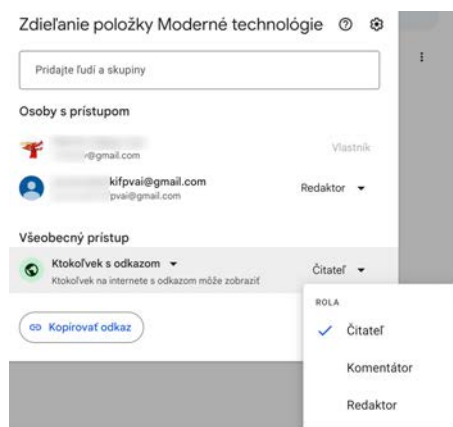 Zdieľanie položky Moderné technológie
Pridajte ľudí a skupiny
Osoby s prístupom
@gmail.com
Vlastník
kifpvai@gmail.com
pvai@gmail.com
Redaktor
Všeobecný prístup
Ktokoľvek s odkazom
Ktokoľvek na internete s odkazom môže zobraziť
Čitateľ
Kopírovať odkaz
ROLA
Čitateľ
Komentátor
Redaktor